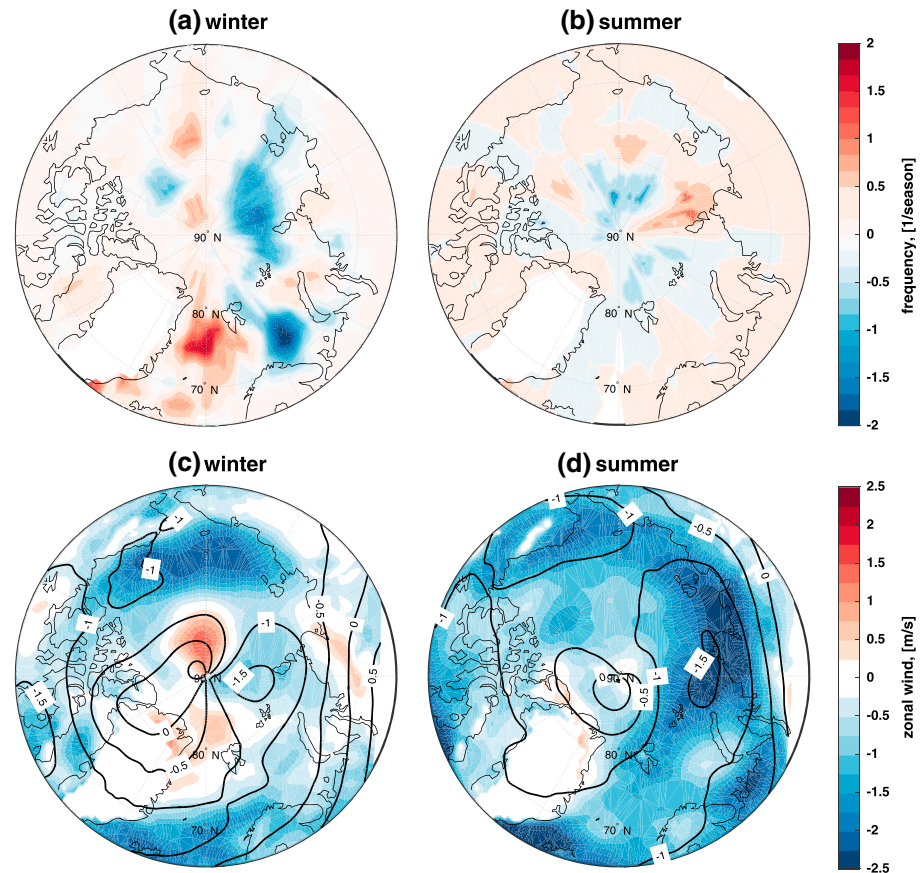 (a) winter
(b) summer
90° N
80° N
70° N
90° N
80° N
70° N
2
1.5
1
0.5
0
-0.5
-1
-1.5
-2
frequency, [1/season]
(c) winter
(d) summer
-1
-1
-1
-1
-0.5
0
0.5
-1.5
-1.5
0
-0.5
90° N
80° N
70° N
-1
-1
-0.5
0
-1
-1
-1.5
-0.5
0
90° N
80° N
70° N
-1
2.5
2
1.5
1
0.5
0
-0.5
-1
-1.5
-2
-2.5
zonal wind, [m/s]